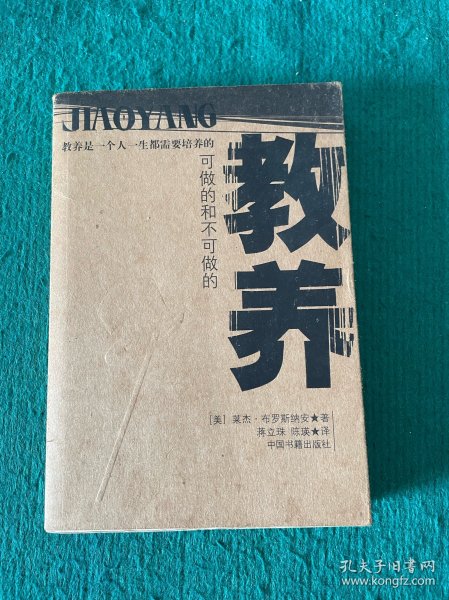 JIAOYANG
教养是一个人一生都需要培养的
可做的和不可做的
教养
[美] 莱杰·布罗斯纳安★著
蒋立珠 陈瑛★译
中国书籍出版社
孔夫子旧书网
www.kongfz.com